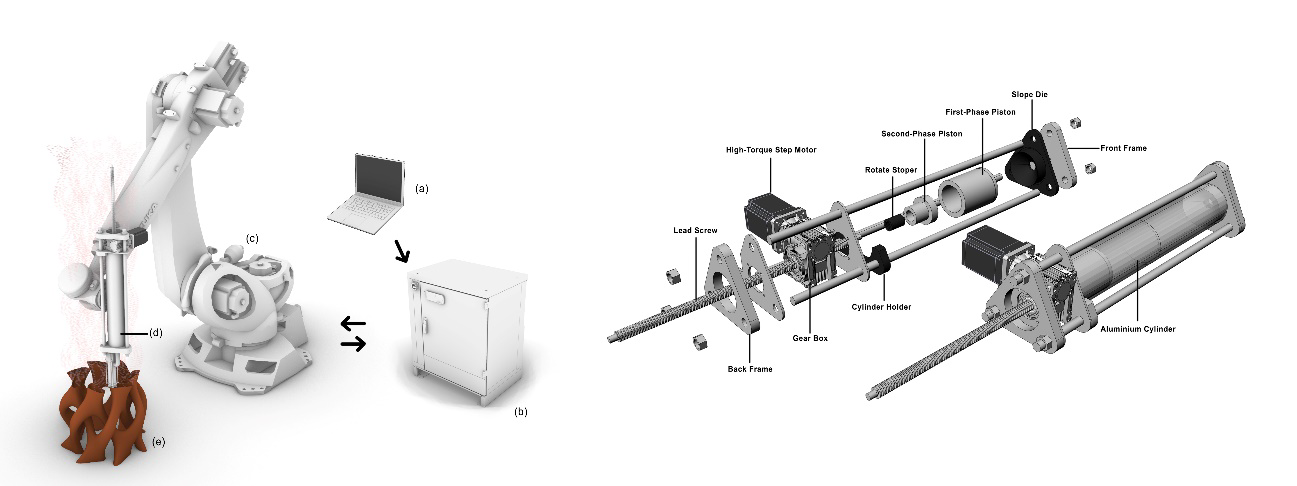 (a)
(b)
(c)
(d)
(e)
Slope Die
First-Phase Piston
Second-Phase Piston
High-Torque Step Motor
Front Frame
Rotate Stoper
Lead Screw
Cylinder Holder
Gear Box
Aluminium Cylinder
Back Frame